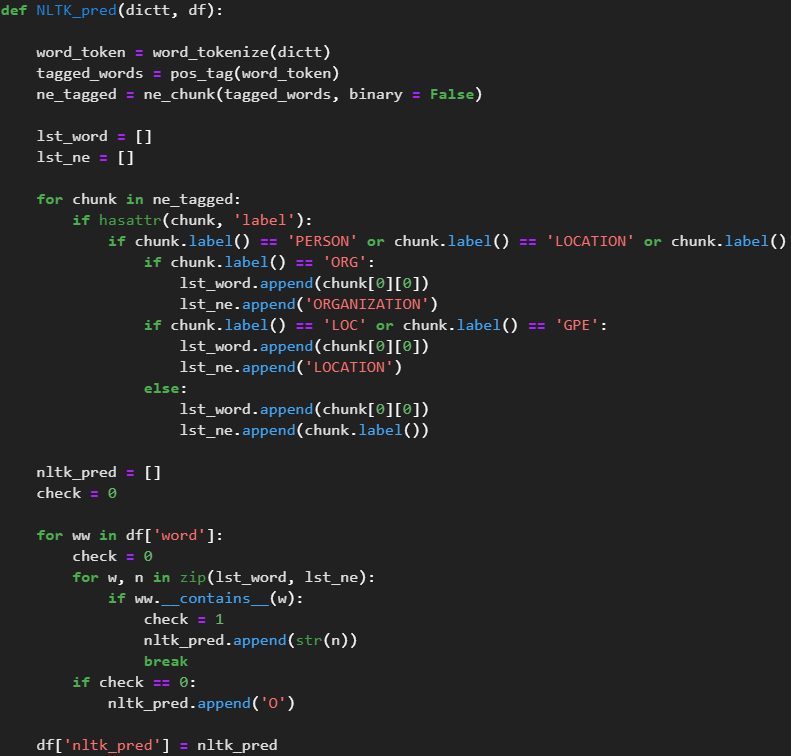 def NLTK_pred(dictt, df):
    word_token = word_tokenize(dictt)
    tagged_words = pos_tag(word_token)
    ne_tagged = ne_chunk(tagged_words, binary = False)
    lst_word = []
    lst_ne = []
    for chunk in ne_tagged:
        if hasattr(chunk, 'label'):
            if chunk.label() == 'PERSON' or chunk.label() == 'LOCATION' or chunk.label()
                if chunk.label() == 'ORG':
                    lst_word.append(chunk[0][0])
                    lst_ne.append('ORGANIZATION')
                if chunk.label() == 'LOC' or chunk.label() == 'GPE':
                    lst_word.append(chunk[0][0])
                    lst_ne.append('LOCATION')
                else:
                    lst_word.append(chunk[0][0])
                    lst_ne.append(chunk.label())
    nltk_pred = []
    check = 0
    for ww in df['word']:
        check = 0
        for w, n in zip(lst_word, lst_ne):
            if ww.__contains__(w):
                check = 1
                nltk_pred.append(str(n))
                break
        if check == 0:
            nltk_pred.append('O')
    df['nltk_pred'] = nltk_pred